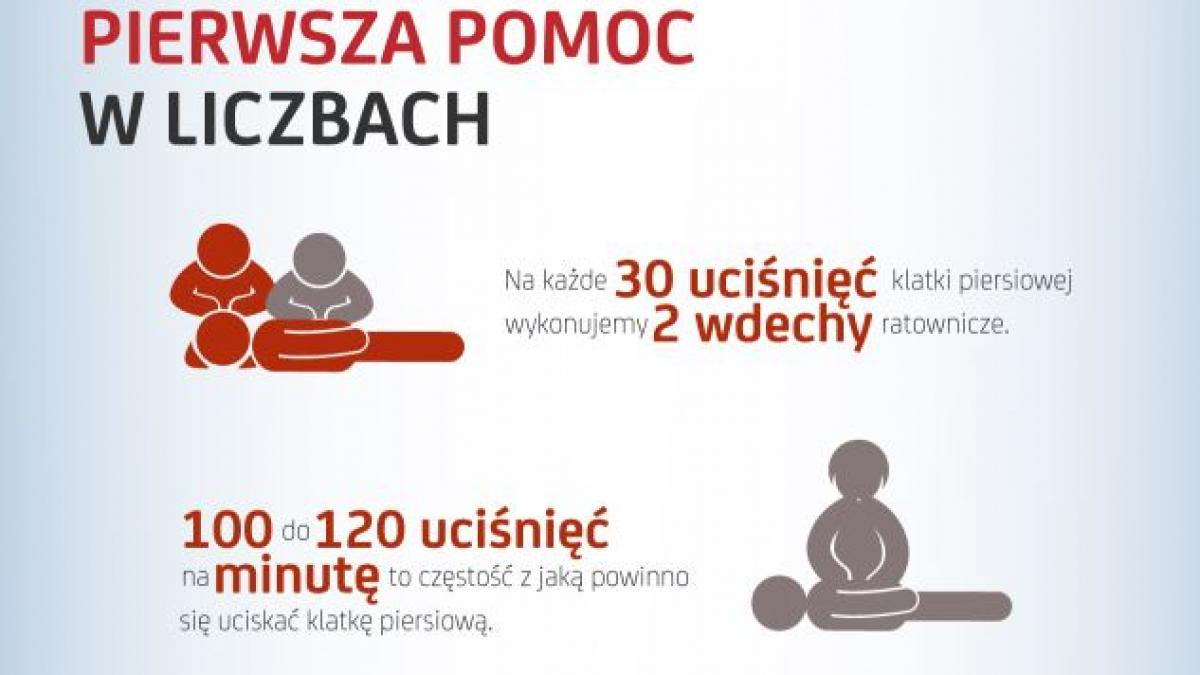 PIERWSZA POMOC
W LICZBACH
Na każde 30 uciśnięć klatki piersiowej
wykonujemy 2 wdechy ratownicze.
100 do 120 uciśnięć
na minutę to częstość z jaką powinno
się uciskać klatkę piersiową.